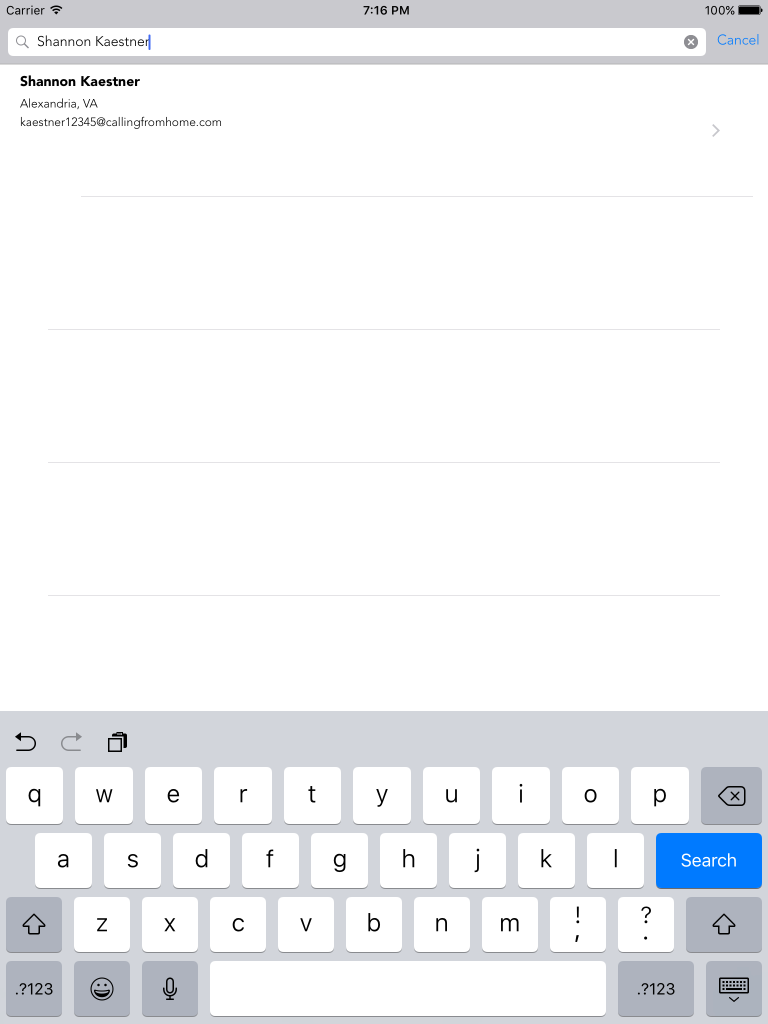 Carrier 7:16 PM 100%
Shannon Kaestner Cancel
Shannon Kaestner
Alexandria, VA
kaestner12345@callingfromhome.com
q w e r t y u i o p
a s d f g h j k l Search
z x c v b n m ! , ? .
.?123 .?123